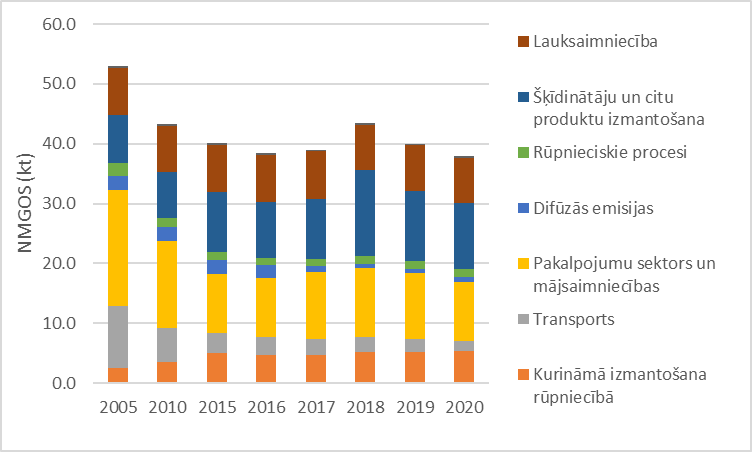 60.0
50.0
40.0
30.0
20.0
10.0
0.0
NMGOS (kt)
2005 2010 2015 2016 2017 2018 2019 2020
Lauksaimniecība
Šķīdinātāju un citu
produktu izmantošana
Rūpnieciskie procesi
Difūzās emisijas
Pakalpojumu sektors un
mājsaimniecības
Transports
Kurināmā izmantošana
rūpniecībā